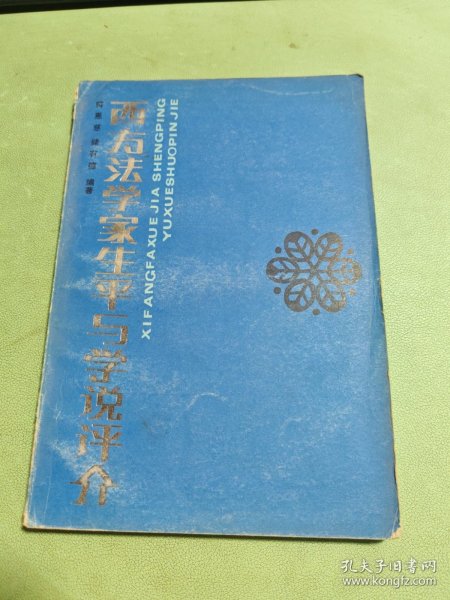 西方法学家生平与学说评介
XIFANGFAXUEJIA SHENGPING
YUXUESHUOPINJIE
编著
孔夫子旧书网
www.kongfz.com